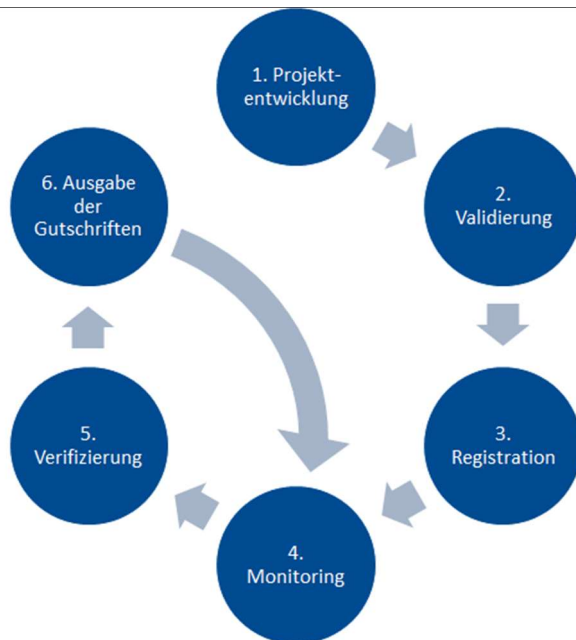 1. Projekt-
entwicklung
2.
Validierung
3.
Registration
4.
Monitoring
5.
Verifizierung
6. Ausgabe
der
Gutschriften